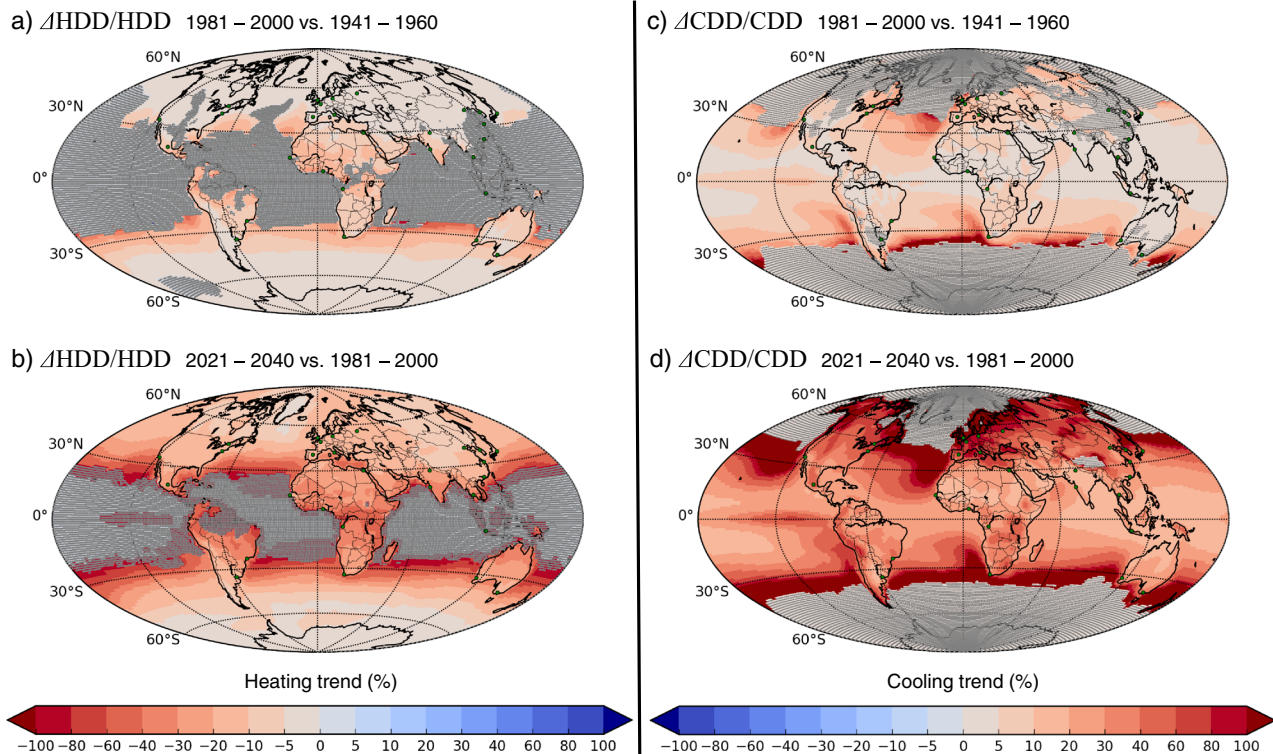 a) ΔHDD/HDD 1981 – 2000 vs. 1941 – 1960
60°N
30°N
0°
30°S
60°S
b) ΔHDD/HDD 2021 – 2040 vs. 1981 – 2000
60°N
30°N
0°
30°S
60°S
Heating trend (%)
−100 −80 −60 −40 −30 −20 −10 −5 0 5 10 20 30 40 60 80 100
c) ΔCDD/CDD 1981 – 2000 vs. 1941 – 1960
60°N
30°N
0°
30°S
60°S
d) ΔCDD/CDD 2021 – 2040 vs. 1981 – 2000
60°N
30°N
0°
30°S
60°S
Cooling trend (%)
−100 −80 −60 −40 −30 −20 −10 −5 0 5 10 20 30 40 60 80 100